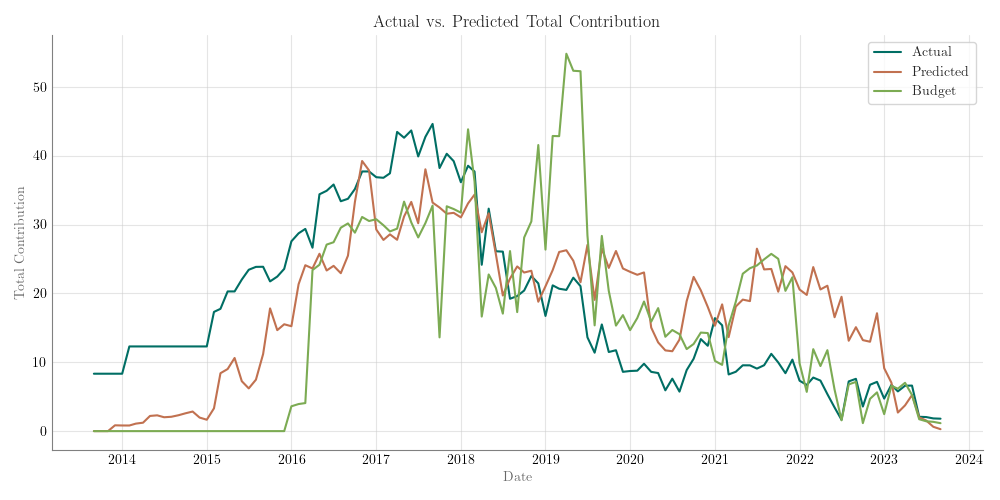 Actual vs. Predicted Total Contribution
Actual
Predicted
Budget
Total Contribution
50
40
30
20
10
0
2014 2015 2016 2017 2018 2019 2020 2021 2022 2023 2024
Date